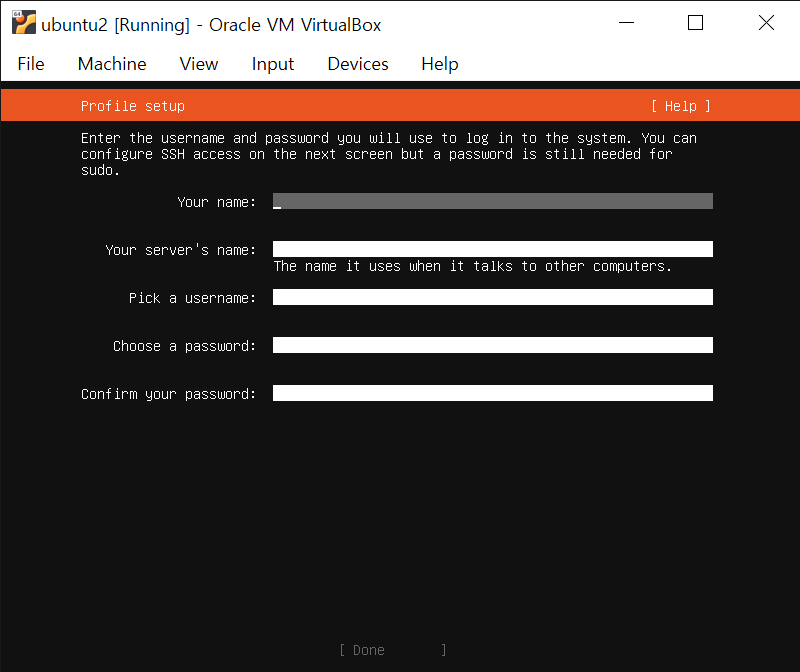 ubuntu2 [Running] - Oracle VM VirtualBox
File Machine View Input Devices Help
Profile setup [ Help ]
Enter the username and password you will use to log in to the system. You can
configure SSH access on the next screen but a password is still needed for
sudo.
Your name:
Your server's name:
The name it uses when it talks to other computers.
Pick a username:
Choose a password:
Confirm your password:
[ Done ]